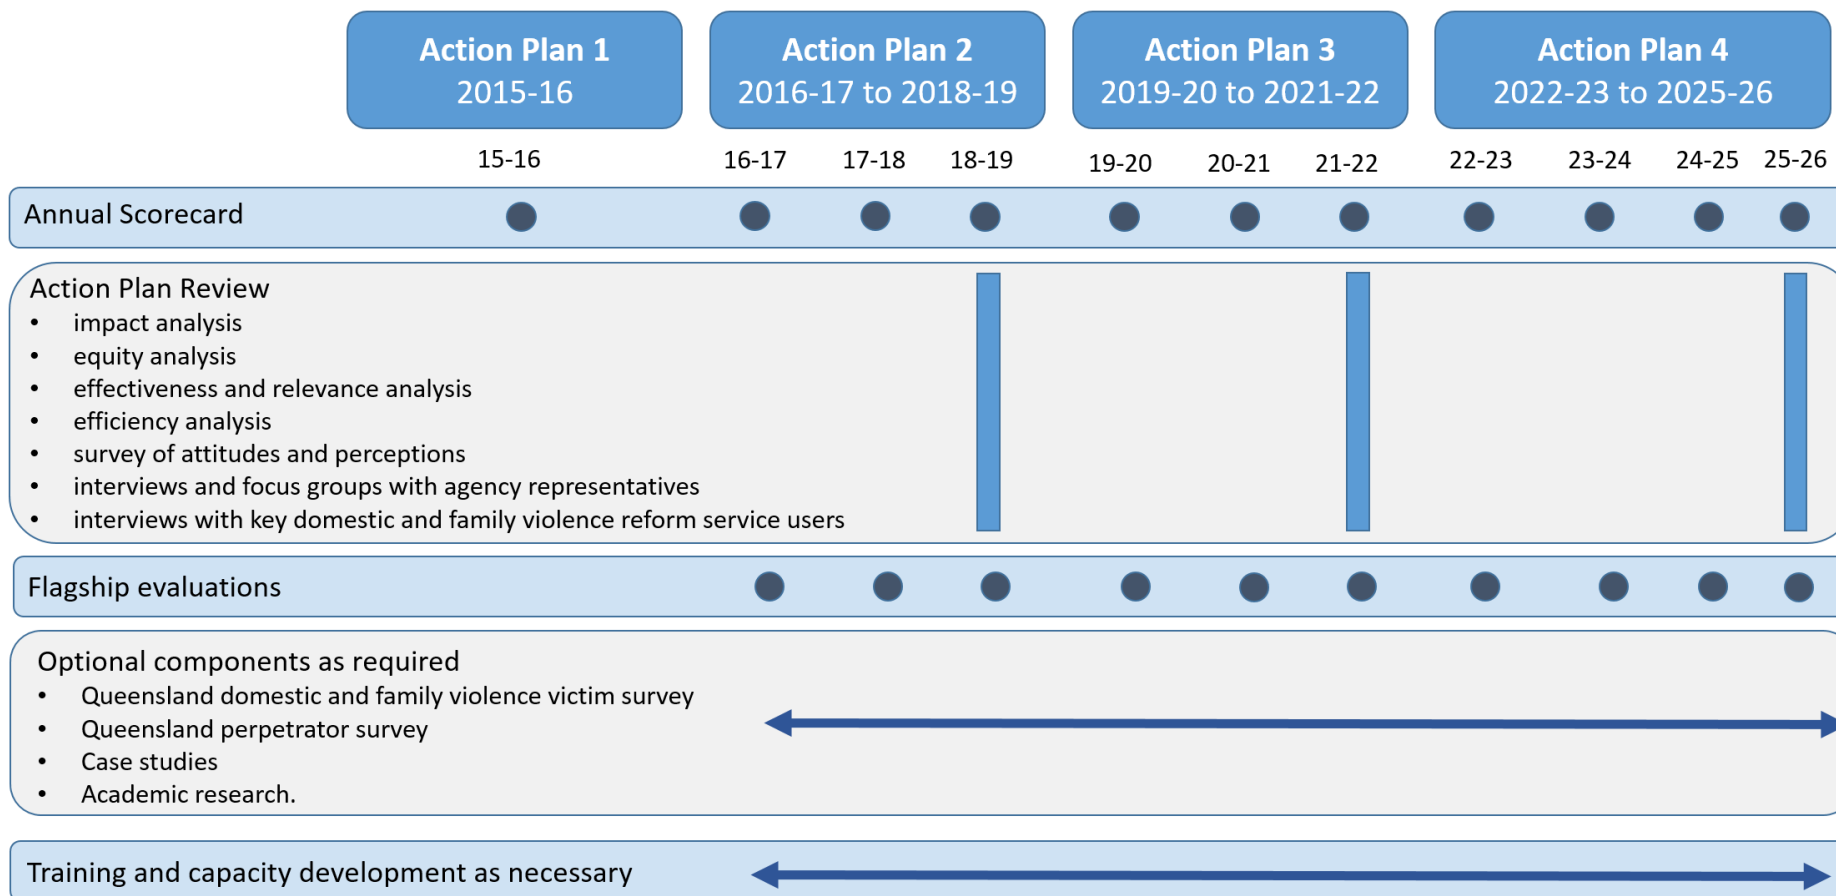 Action Plan 1
2015-16
Action Plan 2
2016-17 to 2018-19
Action Plan 3
2019-20 to 2021-22
Action Plan 4
2022-23 to 2025-26
15-16
16-17
17-18
18-19
19-20
20-21
21-22
22-23
23-24
24-25
25-26
Annual Scorecard
Action Plan Review
• impact analysis
• equity analysis
• effectiveness and relevance analysis
• efficiency analysis
• survey of attitudes and perceptions
• interviews and focus groups with agency representatives
• interviews with key domestic and family violence reform service users
Flagship evaluations
Optional components as required
• Queensland domestic and family violence victim survey
• Queensland perpetrator survey
• Case studies
• Academic research.
Training and capacity development as necessary